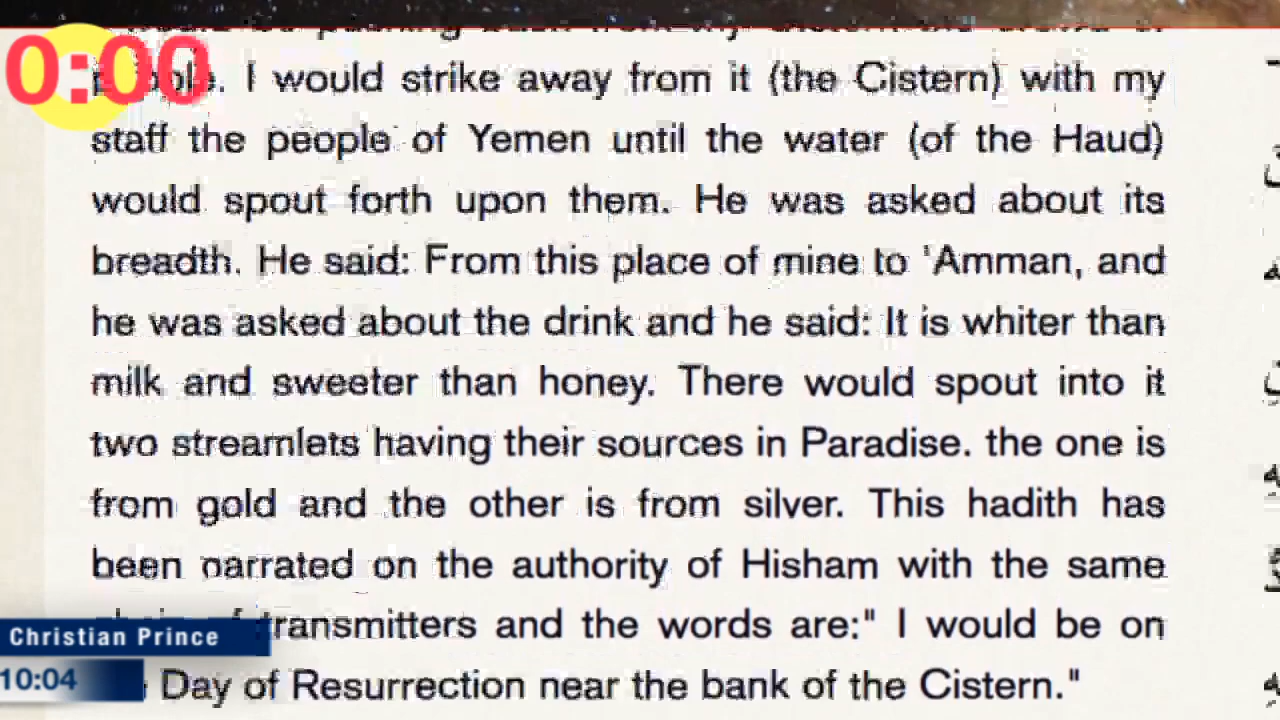 0:00
people. I would strike away from it (the Cistern) with my
staff the people of Yemen until the water (of the Haud)
would spout forth upon them. He was asked about its
breadth. He said: From this place of mine to 'Amman, and
he was asked about the drink and he said: It is whiter than
milk and sweeter than honey. There would spout into it
two streamlets having their sources in Paradise. the one is
from gold and the other is from silver. This hadith has
been narrated on the authority of Hisham with the same
transmitters and the words are:" I would be on
Day of Resurrection near the bank of the Cistern."
Christian Prince
10:04